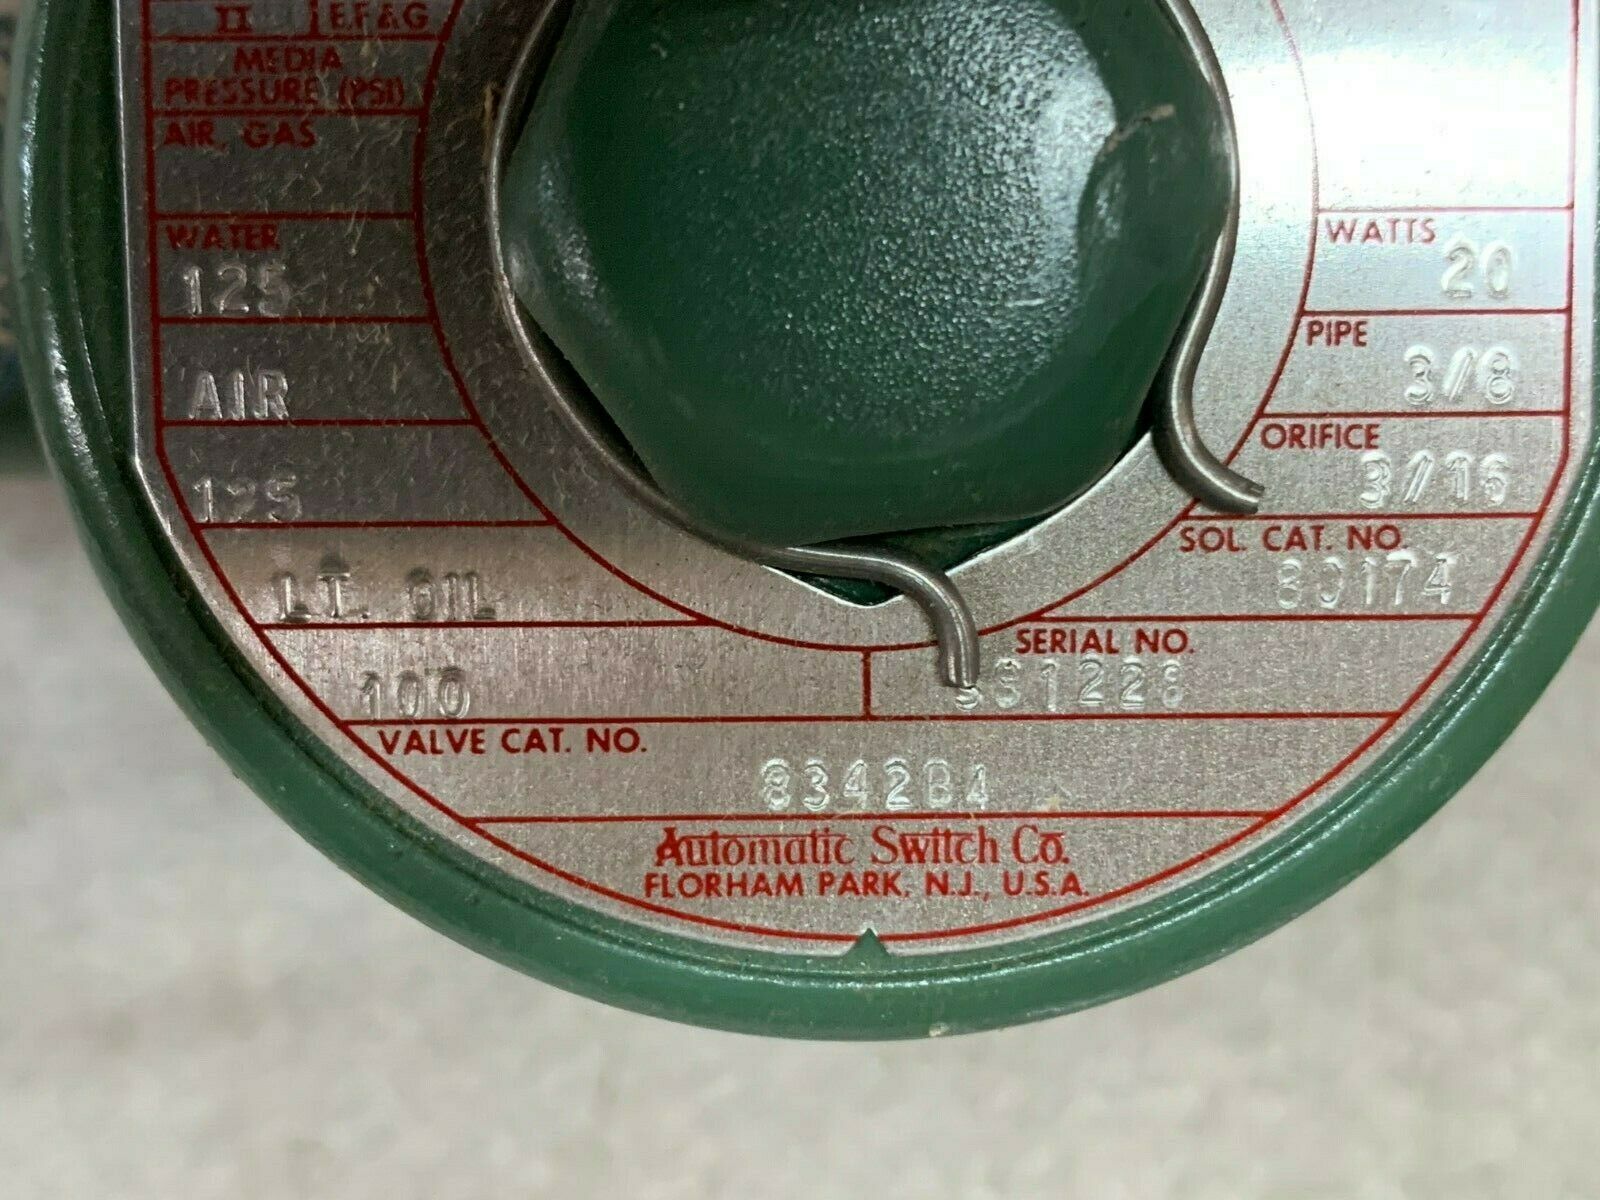 II E.F&G
MEDIA
PRESSURE (PSI)
AIR, GAS
WATER
125
AIR
125
LT. OIL
100
WATTS
20
PIPE
3/8
ORIFICE
3/16
SOL. CAT. NO.
80174
SERIAL NO.
VALVE CAT. NO.
8342B4
Automatic Switch Co.
FLORHAM PARK, N.J., U.S.A.